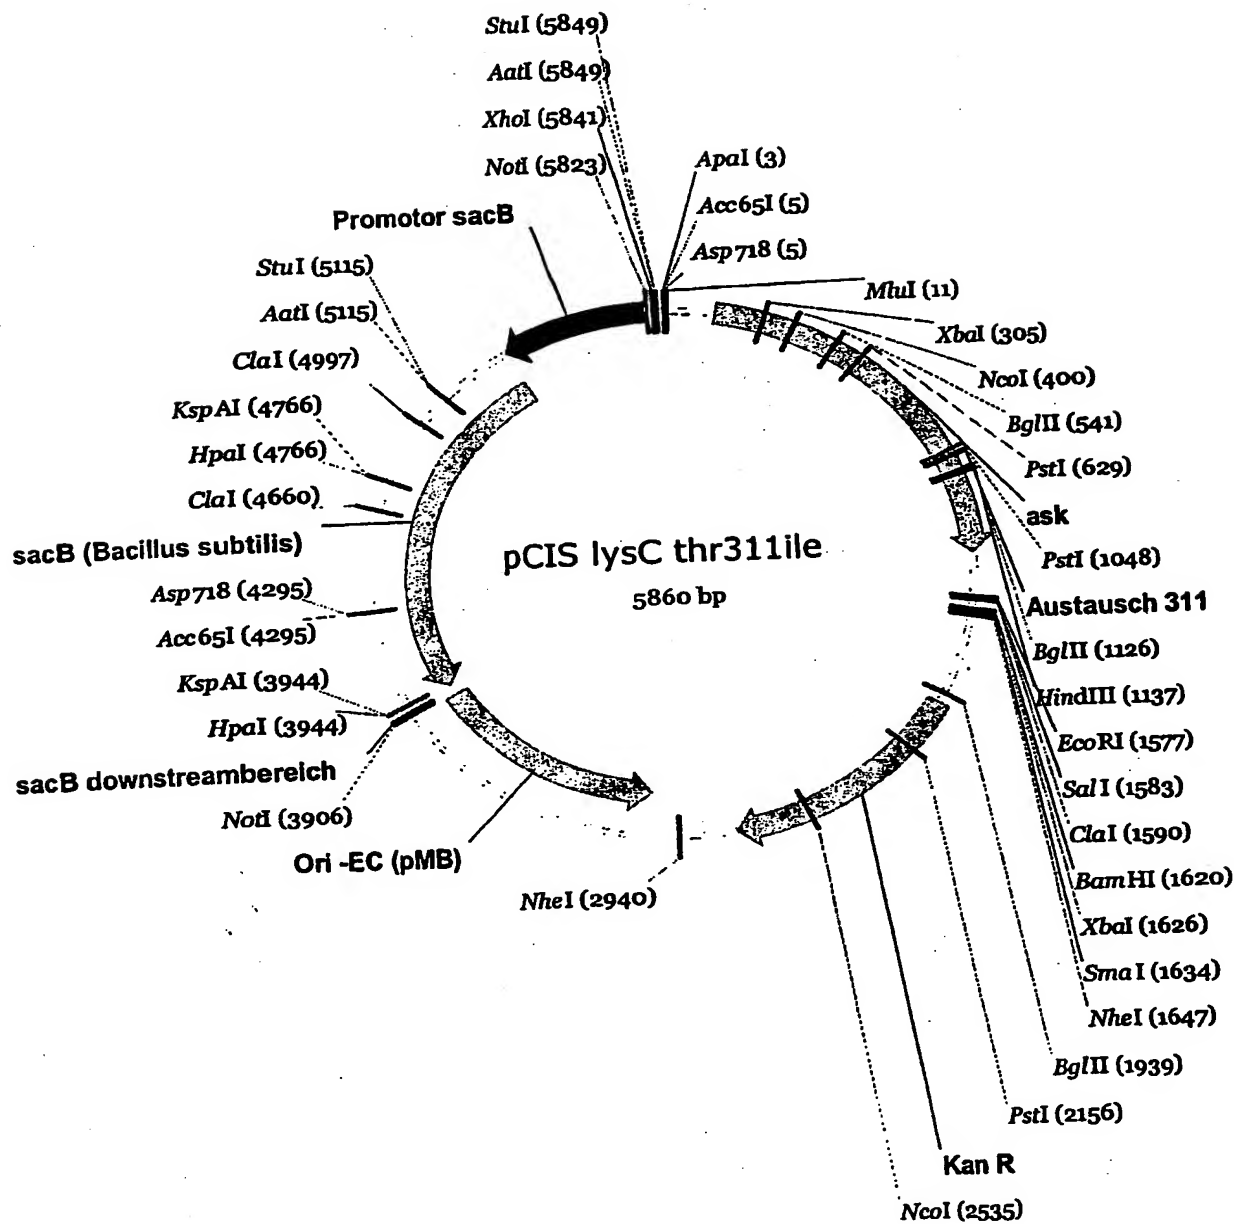 StuI (5849)
AatI (5849)
XhoI (5841)
NotI (5823)
ApaI (3)
Acc65I (5)
Asp718 (5)
MluI (11)
XbaI (305)
NcoI (400)
BglII (541)
PstI (629)
ask
PstI (1048)
Austausch 311
BglII (1126)
HindIII (1137)
EcoRI (1577)
SalI (1583)
ClaI (1590)
BamHI (1620)
XbaI (1626)
SmaI (1634)
NheI (1647)
BglII (1939)
PstI (2156)
Kan R
NcoI (2535)
NheI (2940)
Ori -EC (pMB)
NotI (3906)
sacB downstreambereich
HpaI (3944)
KspAI (3944)
Acc65I (4295)
Asp718 (4295)
sacB (Bacillus subtilis)
ClaI (4660)
HpaI (4766)
KspAI (4766)
ClaI (4997)
AatI (5115)
StuI (5115)
Promotor sacB
pCIS lysC thr311ile
5860 bp